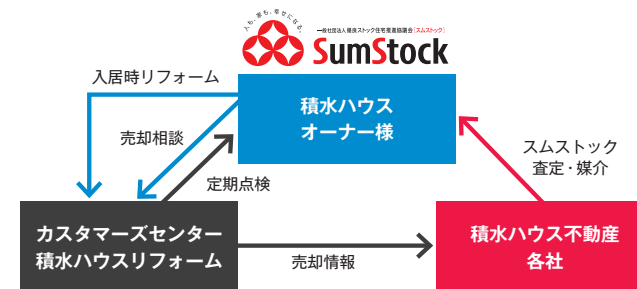 人も、家も、幸せになる。
一般社団法人優良ストック住宅推進協議会［スムストック］
SumStock
入居時リフォーム
積水ハウス
オーナー様
売却相談
スムストック
査定・媒介
定期点検
カスタマーズセンター
積水ハウスリフォーム
積水ハウス不動産
各社
売却情報